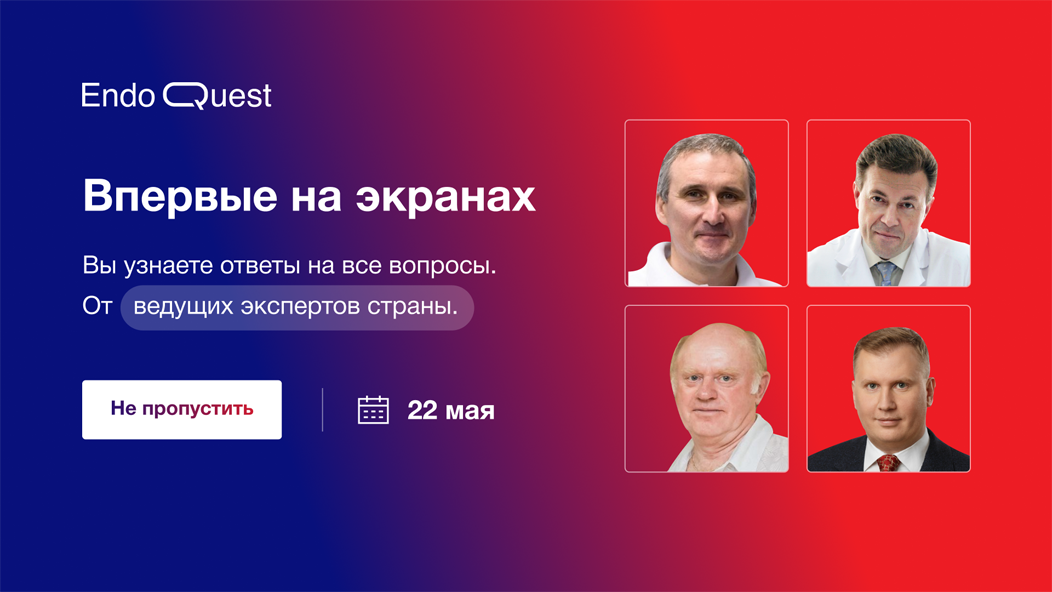 Endo Quest
Впервые на экранах
Вы узнаете ответы на все вопросы.
От ведущих экспертов страны.
Не пропустить
22 мая